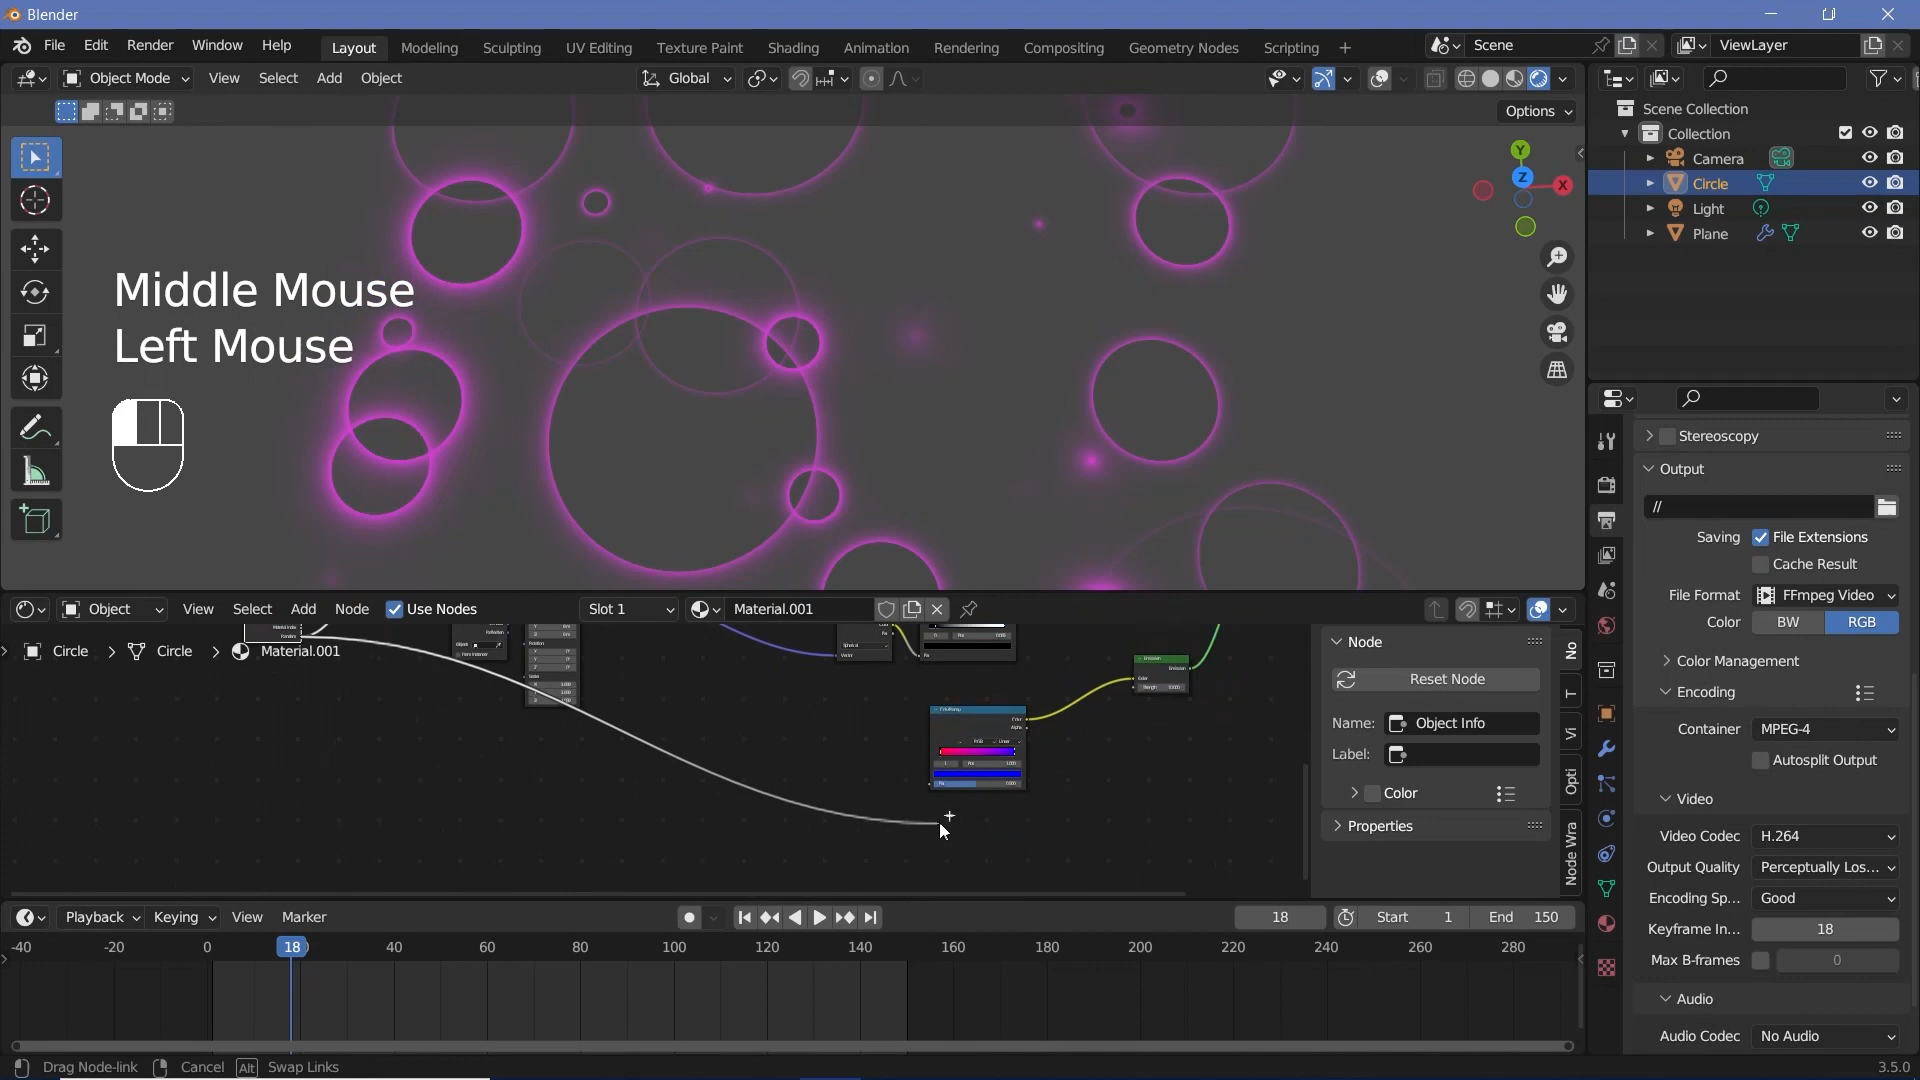 Blender
File Edit Render Window Help
Layout Modeling Sculpting UV Editing Texture Paint Shading Animation Rendering Compositing Geometry Nodes Scripting +
Scene
ViewLayer
Object Mode View Select Add Object
Global
Options
Middle Mouse
Left Mouse
Y
Z
X
Scene Collection
Collection
Camera
Circle
Light
Plane
Stereoscopy
Output
//
Saving File Extensions
Cache Result
File Format FFmpeg Video
Color BW RGB
Color Management
Encoding
Container MPEG-4
Autosplit Output
Video
Video Codec H.264
Output Quality Perceptually Los...
Encoding Sp... Good
Keyframe In... 18
Max B-frames 0
Audio
Audio Codec No Audio
Object View Select Add Node Use Nodes Slot 1 Material.001
Circle Circle Material.001
Node
Reset Node
Name: Object Info
Label:
Color
Properties
No
T
Vi
Opti
Node Wra
Playback Keying View Marker
18 Start 1 End 150
-40 -20 0 18 40 60 80 100 120 140 160 180 200 220 240 260 280
Drag Node-link Cancel Alt Swap Links
3.5.0